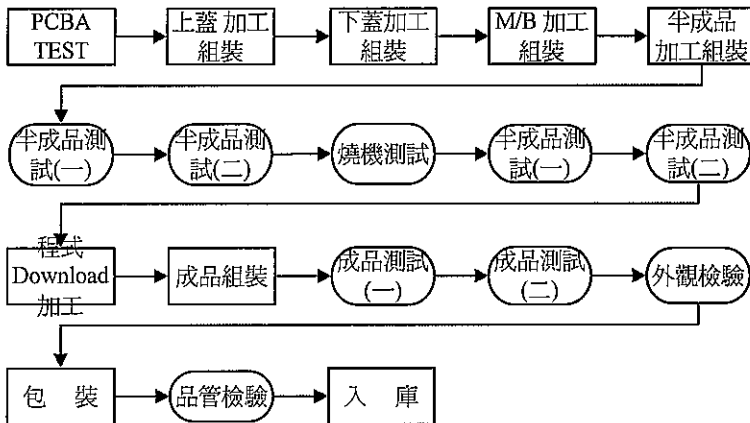 PCBA
TEST
上蓋 加工
組裝
下蓋加工
組裝
M/B 加工
組裝
半成品
加工組裝
半成品測
試(一)
半成品測
試(二)
燒機測試
半成品測
試(一)
半成品測
試(二)
程式
Download
加工
成品組裝
成品測試
(一)
成品測試
(二)
外觀檢驗
包 裝
品管檢驗
入 庫